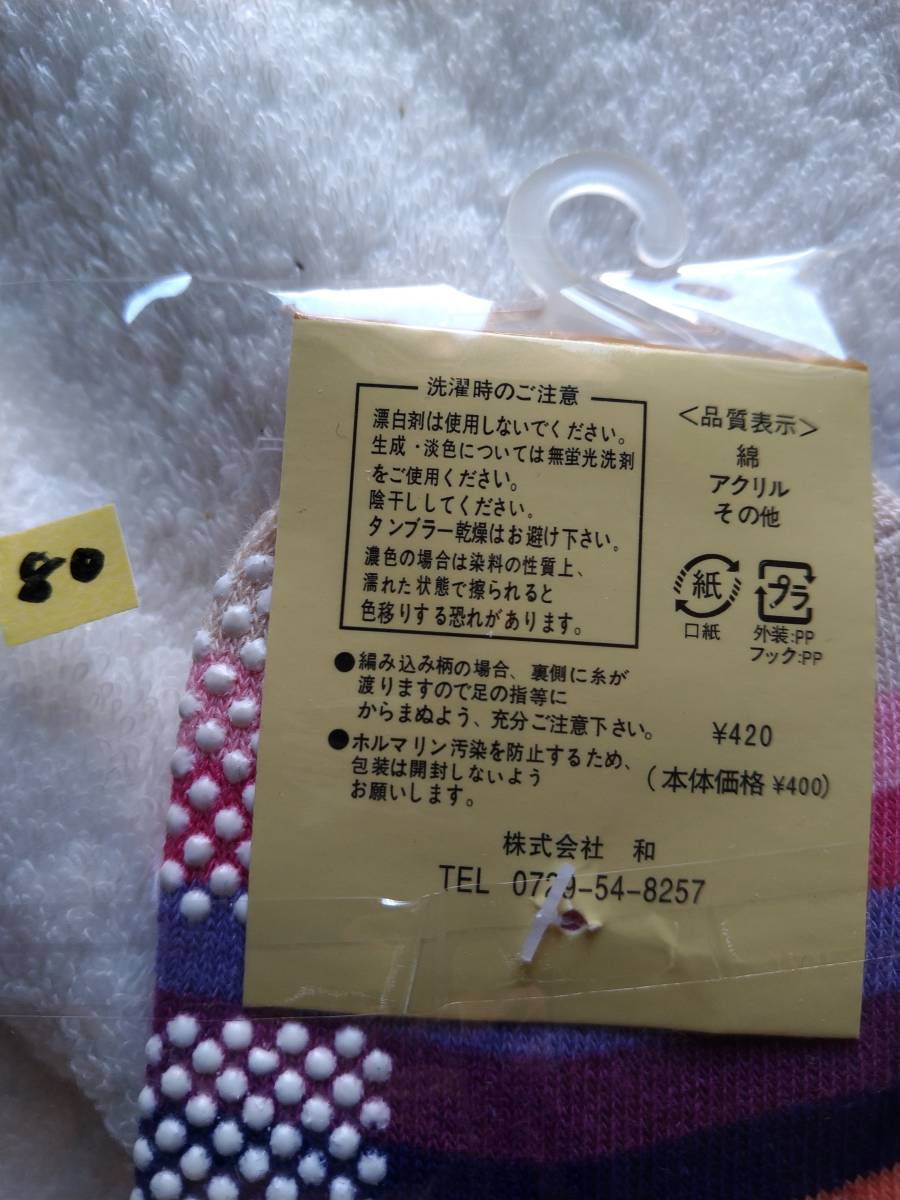 洗濯時のご注意
漂白剤は使用しないでください。
生成・淡色については無蛍光洗剤
をご使用ください。
陰干ししてください。
タンブラー乾燥はお避け下さい。
濃色の場合は染料の性質上、
濡れた状態で擦られると
色移りする恐れがあります。
●編み込み柄の場合、裏側に糸が
渡りますので足の指等に
からまぬよう、充分ご注意下さい。
●ホルマリン汚染を防止するため、
包装は開封しないよう
お願いします。
<品質表示>
綿
アクリル
その他
紙
口紙
プラ
外装:PP
フック:PP
¥420
(本体価格 ¥400)
株式会社 和
TEL 0729-54-8257
80